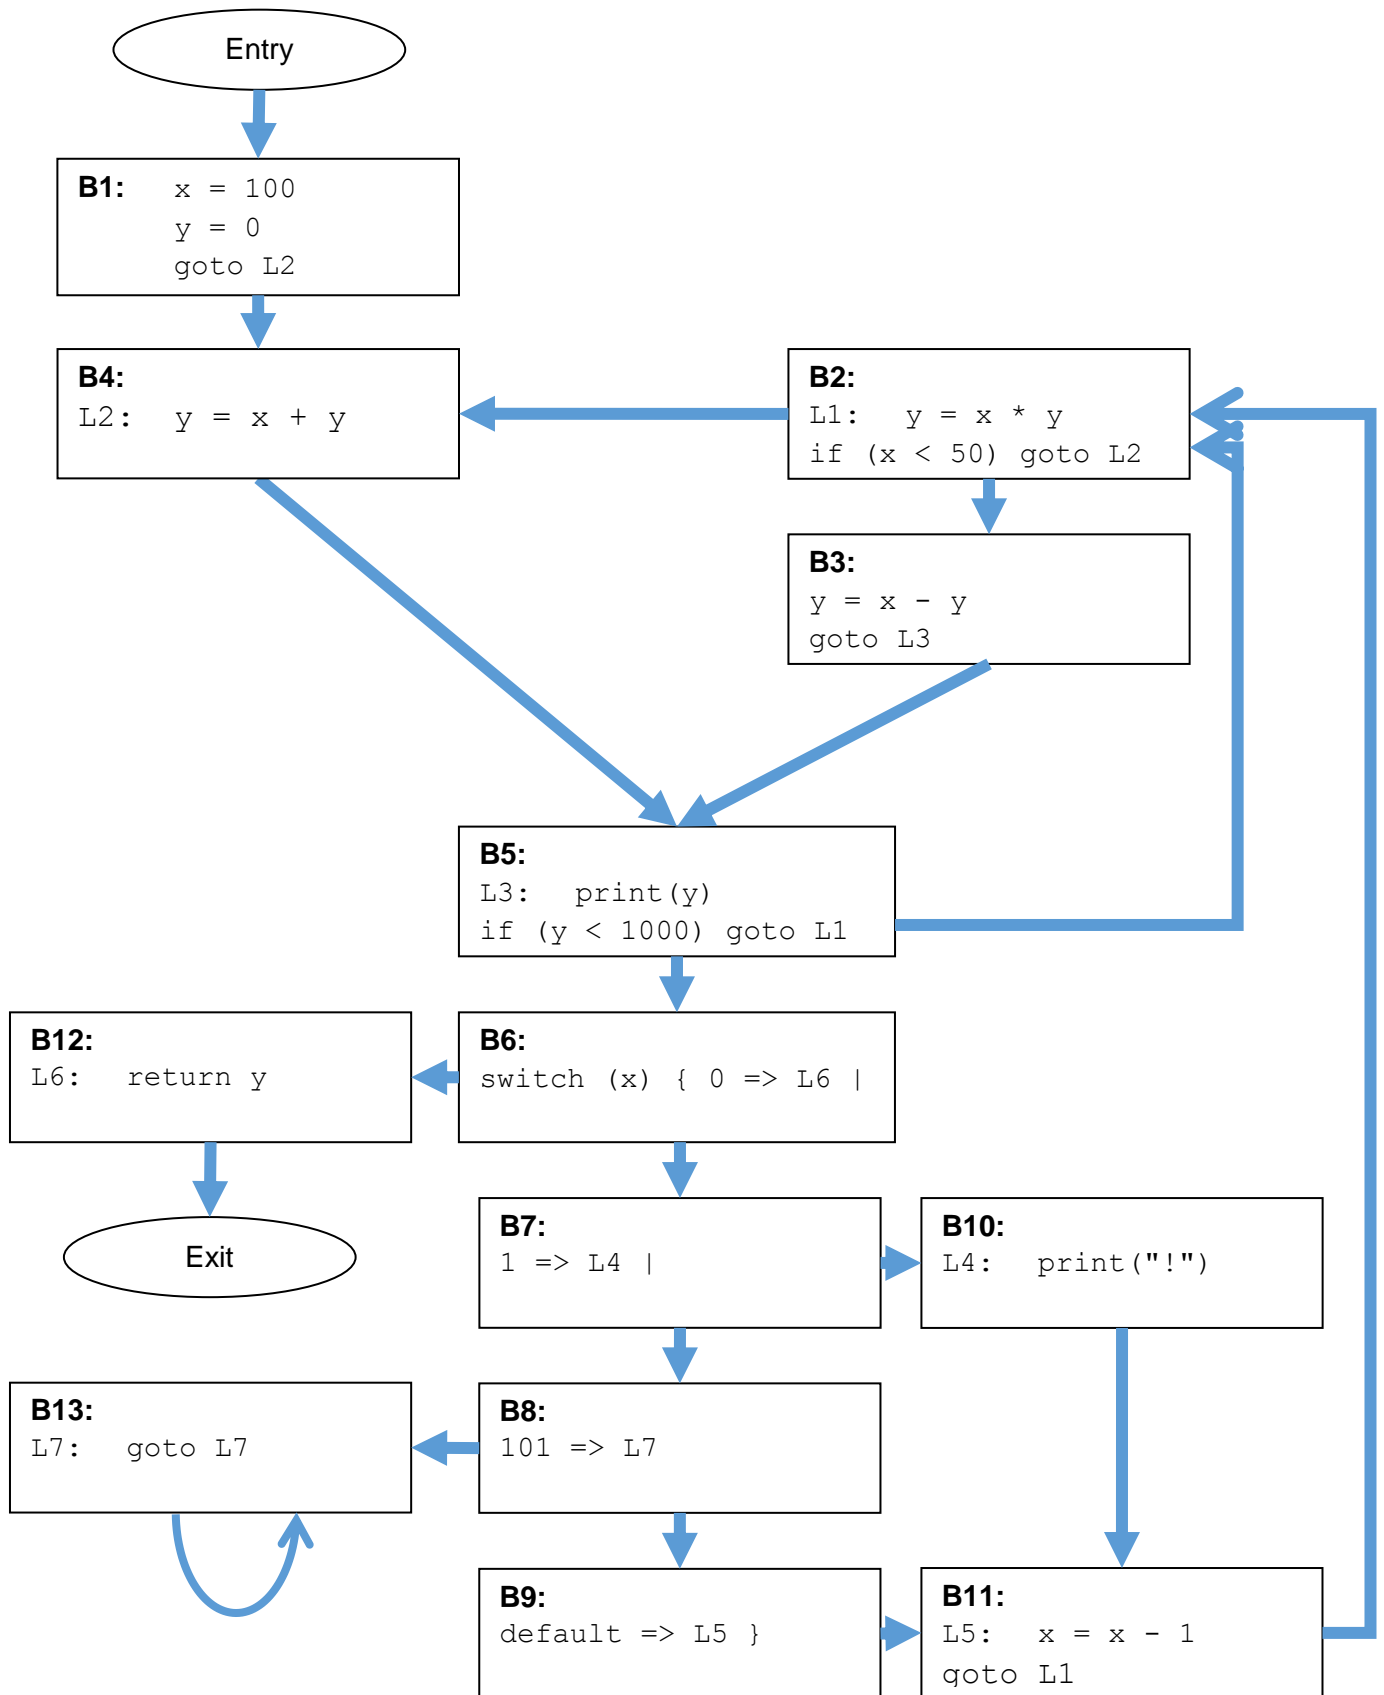 Entry
B1: x = 100
y = 0
goto L2
B4:
L2: y = x + y
B2:
L1: y = x * y
if (x < 50) goto L2
B3:
y = x - y
goto L3
B5:
L3: print(y)
if (y < 1000) goto L1
B12:
L6: return y
B6:
switch (x) { 0 => L6 |
Exit
B7:
1 => L4 |
B10:
L4: print("!")
B13:
L7: goto L7
B8:
101 => L7
B9:
default => L5 }
B11:
L5: x = x - 1
goto L1